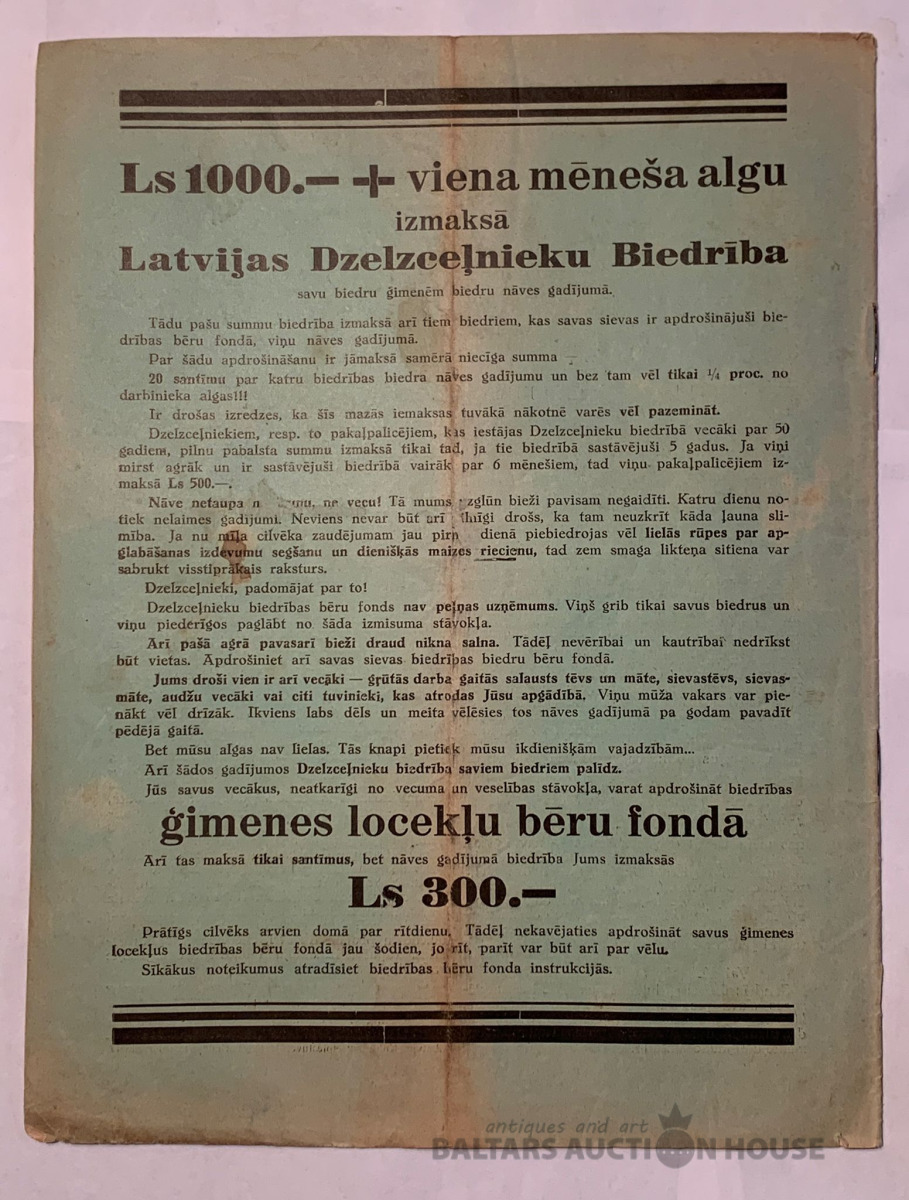 Ls 1000.— + viena mēneša algu
izmaksā
Latvijas Dzelzceļnieku Biedrība
savu biedru ģimenēm biedru nāves gadījumā.
Tādu pašu summu biedrība izmaksā arī tiem biedriem, kas savas sievas ir apdrošinājuši bie-
drības bēru fondā, viņu nāves gadījumā.
Par šādu apdrošināšanu ir jāmaksā samērā niecīga summa —
20 santīmu par katru biedrības biedra nāves gadījumu un bez tam vēl tikai ¼ proc. no
darbinieka algas!!!
Ir drošas izredzes, ka šīs mazās iemaksas tuvākā nākotnē varēs vēl pazemināt.
Dzelzceļniekiem, resp. to pakaļpalicējiem, kas iestājas Dzelzceļnieku biedrībā vecāki par 50
gadiem, pilnu pabalsta summu izmaksā tikai tad, ja tie biedrībā sastāvējuši 5 gadus. Ja viņi
mirst agrāk un ir sastāvējuši biedrībā vairāk par 6 mēnešiem, tad viņu pakaļpalicējiem iz-
maksā Ls 500.—.
Nāve netaupa ne vecu! Tā mums uzglūn bieži pavisam negaidīti. Katru dienu no-
tiek nelaimes gadījumi. Neviens nevar būt arī drošs, ka tam neuzkrīt kāda ļauna sli-
mība. Ja nu mīļa cilvēka zaudējumam jau dienā piebiedrojas vēl lielās rūpes par ap-
glabāšanas izdevumu segšanu un dienišķās maizes riecienu, tad zem smaga likteņa sitiena var
sabrukt visstiprākais raksturs.
Dzelzceļnieki, padomājat par to!
Dzelzceļnieku biedrības bēru fonds nav peļņas uzņēmums. Viņš grib tikai savus biedrus un
viņu piederīgos paglābt no šāda izmisuma stāvokļa.
Arī pašā agrā pavasarī bieži draud nikna salna. Tādēļ nevērībai un kautrībai nedrīkst
būt vietas. Apdrošiniet arī savas sievas biedrības biedru bēru fondā.
Jums droši vien ir arī vecāki — grūtās darba gaitās salausts tēvs un māte, sievastēvs, sievas-
māte, audžu vecāki vai citi tuvinieki, kas atrodas Jūsu apgādībā. Viņu mūža vakars var pie-
nākt vēl drīzāk. Ikviens labs dēls un meita vēlēsies tos nāves gadījumā pa godam pavadīt
pēdējā gaitā.
Bet mūsu algas nav lielas. Tās knapi pietiek mūsu ikdienišķām vajadzībām...
Arī šādos gadījumos Dzelzceļnieku biedrība saviem biedriem palīdz.
Jūs savus vecākus, neatkarīgi no vecuma un veselības stāvokļa, varat apdrošināt biedrības
ģimenes locekļu bēru fondā
Arī tas maksā tikai santīmus, bet nāves gadījumā biedrība Jums izmaksās
Ls 300.—
Prātīgs cilvēks arvien domā par rītdienu. Tādēļ nekavējaties apdrošināt savus ģimenes
locekļus biedrības bēru fondā jau šodien, jo rīt, parīt var būt arī par vēlu.
Sīkākus noteikumus atradīsiet biedrības bēru fonda instrukcijās.
antiques and art
BALTARS AUCTION HOUSE